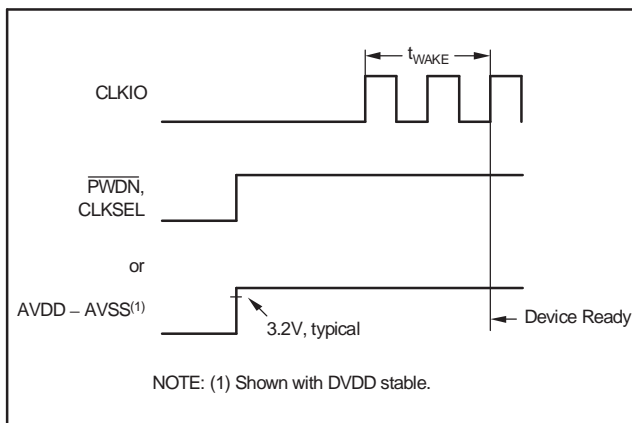 tWAKE
CLKIO
PWDN,
CLKSEL
or
AVDD – AVSS(1)
3.2V, typical
Device Ready
NOTE: (1) Shown with DVDD stable.